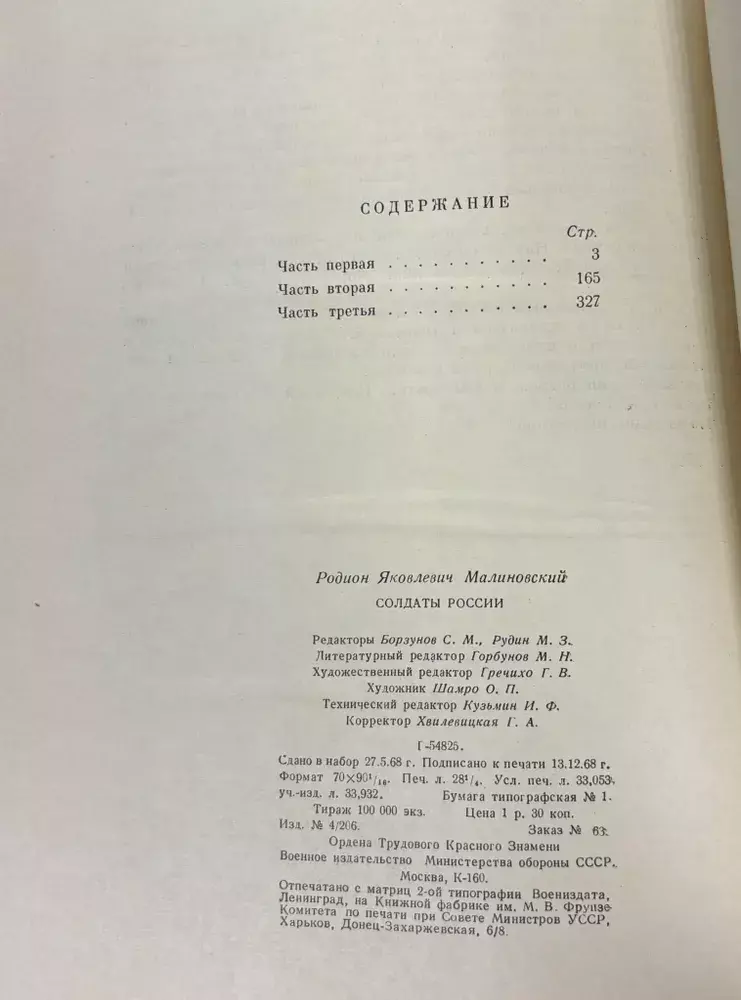 СОДЕРЖАНИЕ
Стр.
Часть первая . . . . . . . . . . . 3
Часть вторая . . . . . . . . . . . 165
Часть третья . . . . . . . . . . . 327
Родион Яковлевич Малиновский
СОЛДАТЫ РОССИИ
Редакторы Борзунов С. М., Рудин М. З.
Литературный редактор Горбунов М. Н.
Художественный редактор Гречихо Г. В.
Художник Шамро О. П.
Технический редактор Кузьмин И. Ф.
Корректор Хвилевицкая Г. А.
Г-54825.
Сдано в набор 27.5.68 г. Подписано к печати 13.12.68 г.
Формат 70×90¹/₁₆. Печ. л. 28¹/₄. Усл. печ. л. 33,053.
уч.-изд. л. 33,932. Бумага типографская № 1.
Тираж 100 000 экз. Цена 1 р. 30 коп.
Изд. № 4/206. Заказ № 63.
Ордена Трудового Красного Знамени
Военное издательство Министерства обороны СССР.
Москва, К-160.
Отпечатано с матриц 2-ой типографии Воениздата,
Ленинград, на Книжной фабрике им. М. В. Фрунзе
Комитета по печати при Совете Министров УССР,
Харьков, Донец-Захаржевская, 6/8.